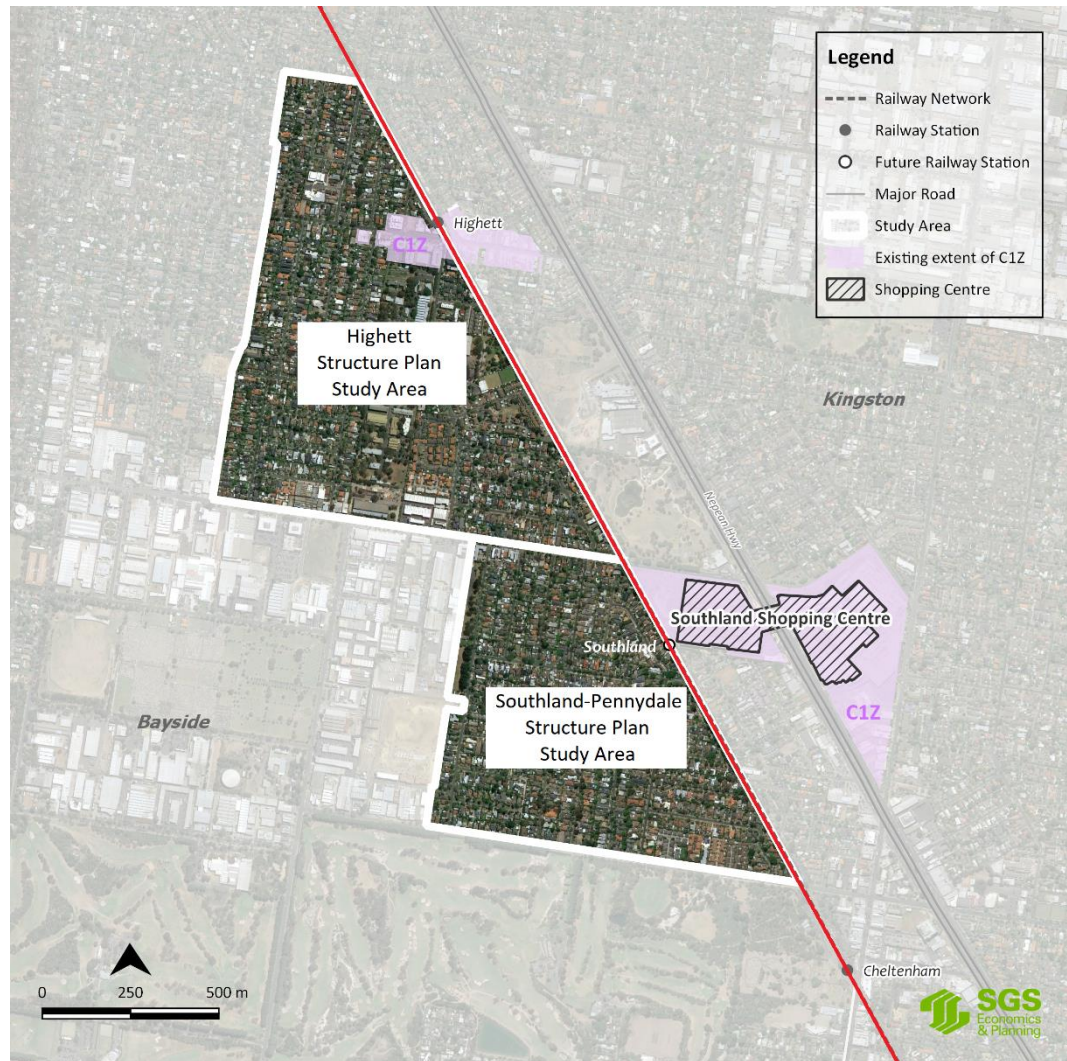 Legend
Railway Network
Railway Station
Future Railway Station
Major Road
Study Area
Existing extent of C1Z
Shopping Centre
Highett
C1Z
Highett
Structure Plan
Study Area
Kingston
Nepean Hwy
Southland Shopping Centre
Southland
Southland-Pennydale
Structure Plan
Study Area
C1Z
Bayside
Cheltenham
0 250 500 m
SGS
Economics
& Planning